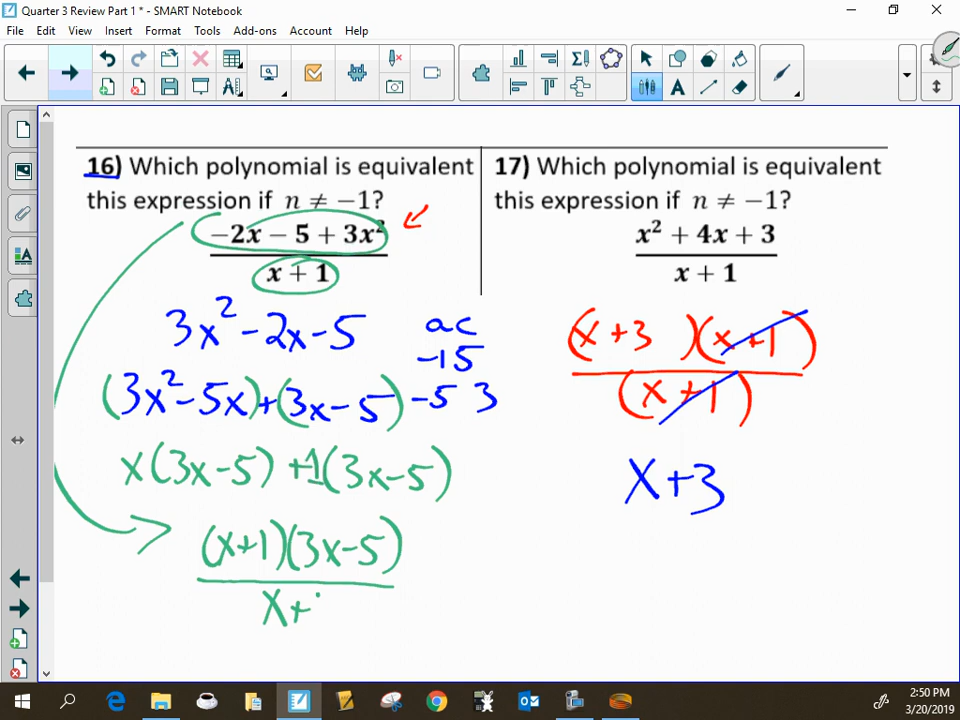 Quarter 3 Review Part 1 * - SMART Notebook
File Edit View Insert Format Tools Add-ons Account Help
16) Which polynomial is equivalent
this expression if n ≠ −1?
−2x − 5 + 3x²
x + 1
3x² - 2x - 5
ac
-15
(3x² - 5x) + (3x - 5)
-5 3
x(3x - 5) + 1(3x - 5)
(x+1)(3x-5)
x+
17) Which polynomial is equivalent
this expression if n ≠ −1?
x² + 4x + 3
x + 1
(x + 3 )(x + 1)
(x + 1)
x+3
2:50 PM
3/20/2019